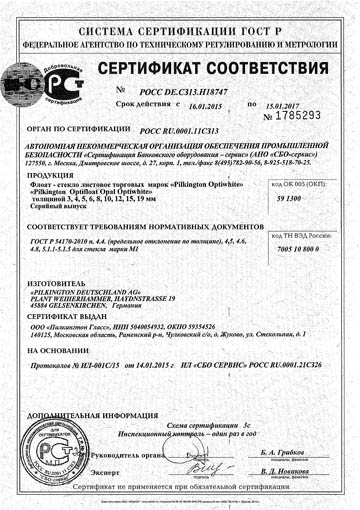 СИСТЕМА СЕРТИФИКАЦИИ ГОСТ Р
ФЕДЕРАЛЬНОЕ АГЕНТСТВО ПО ТЕХНИЧЕСКОМУ РЕГУЛИРОВАНИЮ И МЕТРОЛОГИИ
Добровольная
сертификация
СЕРТИФИКАТ СООТВЕТСТВИЯ
№ РОСС DE.C313.H18747
Срок действия с 16.01.2015 по 15.01.2017
№ 1785293
ОРГАН ПО СЕРТИФИКАЦИИ РОСС RU.0001.11C313
АВТОНОМНАЯ НЕКОММЕРЧЕСКАЯ ОРГАНИЗАЦИЯ ОБЕСПЕЧЕНИЯ ПРОМЫШЛЕННОЙ
БЕЗОПАСНОСТИ «Сертификация Банковского оборудования – сервис» (АНО «СБО-сервис»)
127550, г. Москва, Дмитровское шоссе, д. 27, корп. 1, тел./факс 8(495)782-90-56, 8-925-518-70-25.
ПРОДУКЦИЯ
Флоат - стекло листовое торговых марок «Pilkington Optiwhite»
«Pilkington Optifloat Opal Optiwhite»
толщиной 3, 4, 5, 6, 8, 10, 12, 15, 19 мм
Серийный выпуск
код ОК 005 (ОКП):
59 1300
СООТВЕТСТВУЕТ ТРЕБОВАНИЯМ НОРМАТИВНЫХ ДОКУМЕНТОВ
ГОСТ Р 54170-2010 п. 4.4. (предельное отклонение по толщине), 4,5, 4.6,
4.8, 5.1.1-5.1.5 для стекла марки М1
код ТН ВЭД России:
7005 10 800 0
ИЗГОТОВИТЕЛЬ
«PILKINGTON DEUTSCHLAND AG»
PLANT WEIHERHAMMER, HAYDNSTRASSE 19
45884 GELSENKIRCHEN, Германия
СЕРТИФИКАТ ВЫДАН
ООО «Пилкингтон Гласс», ИНН 5040054932, ОКПО 59354526
140125, Московская область, Раменский р-н, Чулковский с/о, д. Жуково, ул. Стекольная, д. 1
НА ОСНОВАНИИ
Протоколов № ИЛ-001С/15 от 14.01.2015 г ИЛ «СБО СЕРВИС» РОСС RU.0001.21C326
ДОПОЛНИТЕЛЬНАЯ ИНФОРМАЦИЯ
Схема сертификации 3с
Инспекционный контроль – один раз в год
Руководитель органа
подпись
Б. А. Грибков
инициалы, фамилия
Эксперт
подпись
В. Д. Новикова
инициалы, фамилия
для
сертификатов
М.П.
Сертификат не применяется при обязательной сертификации